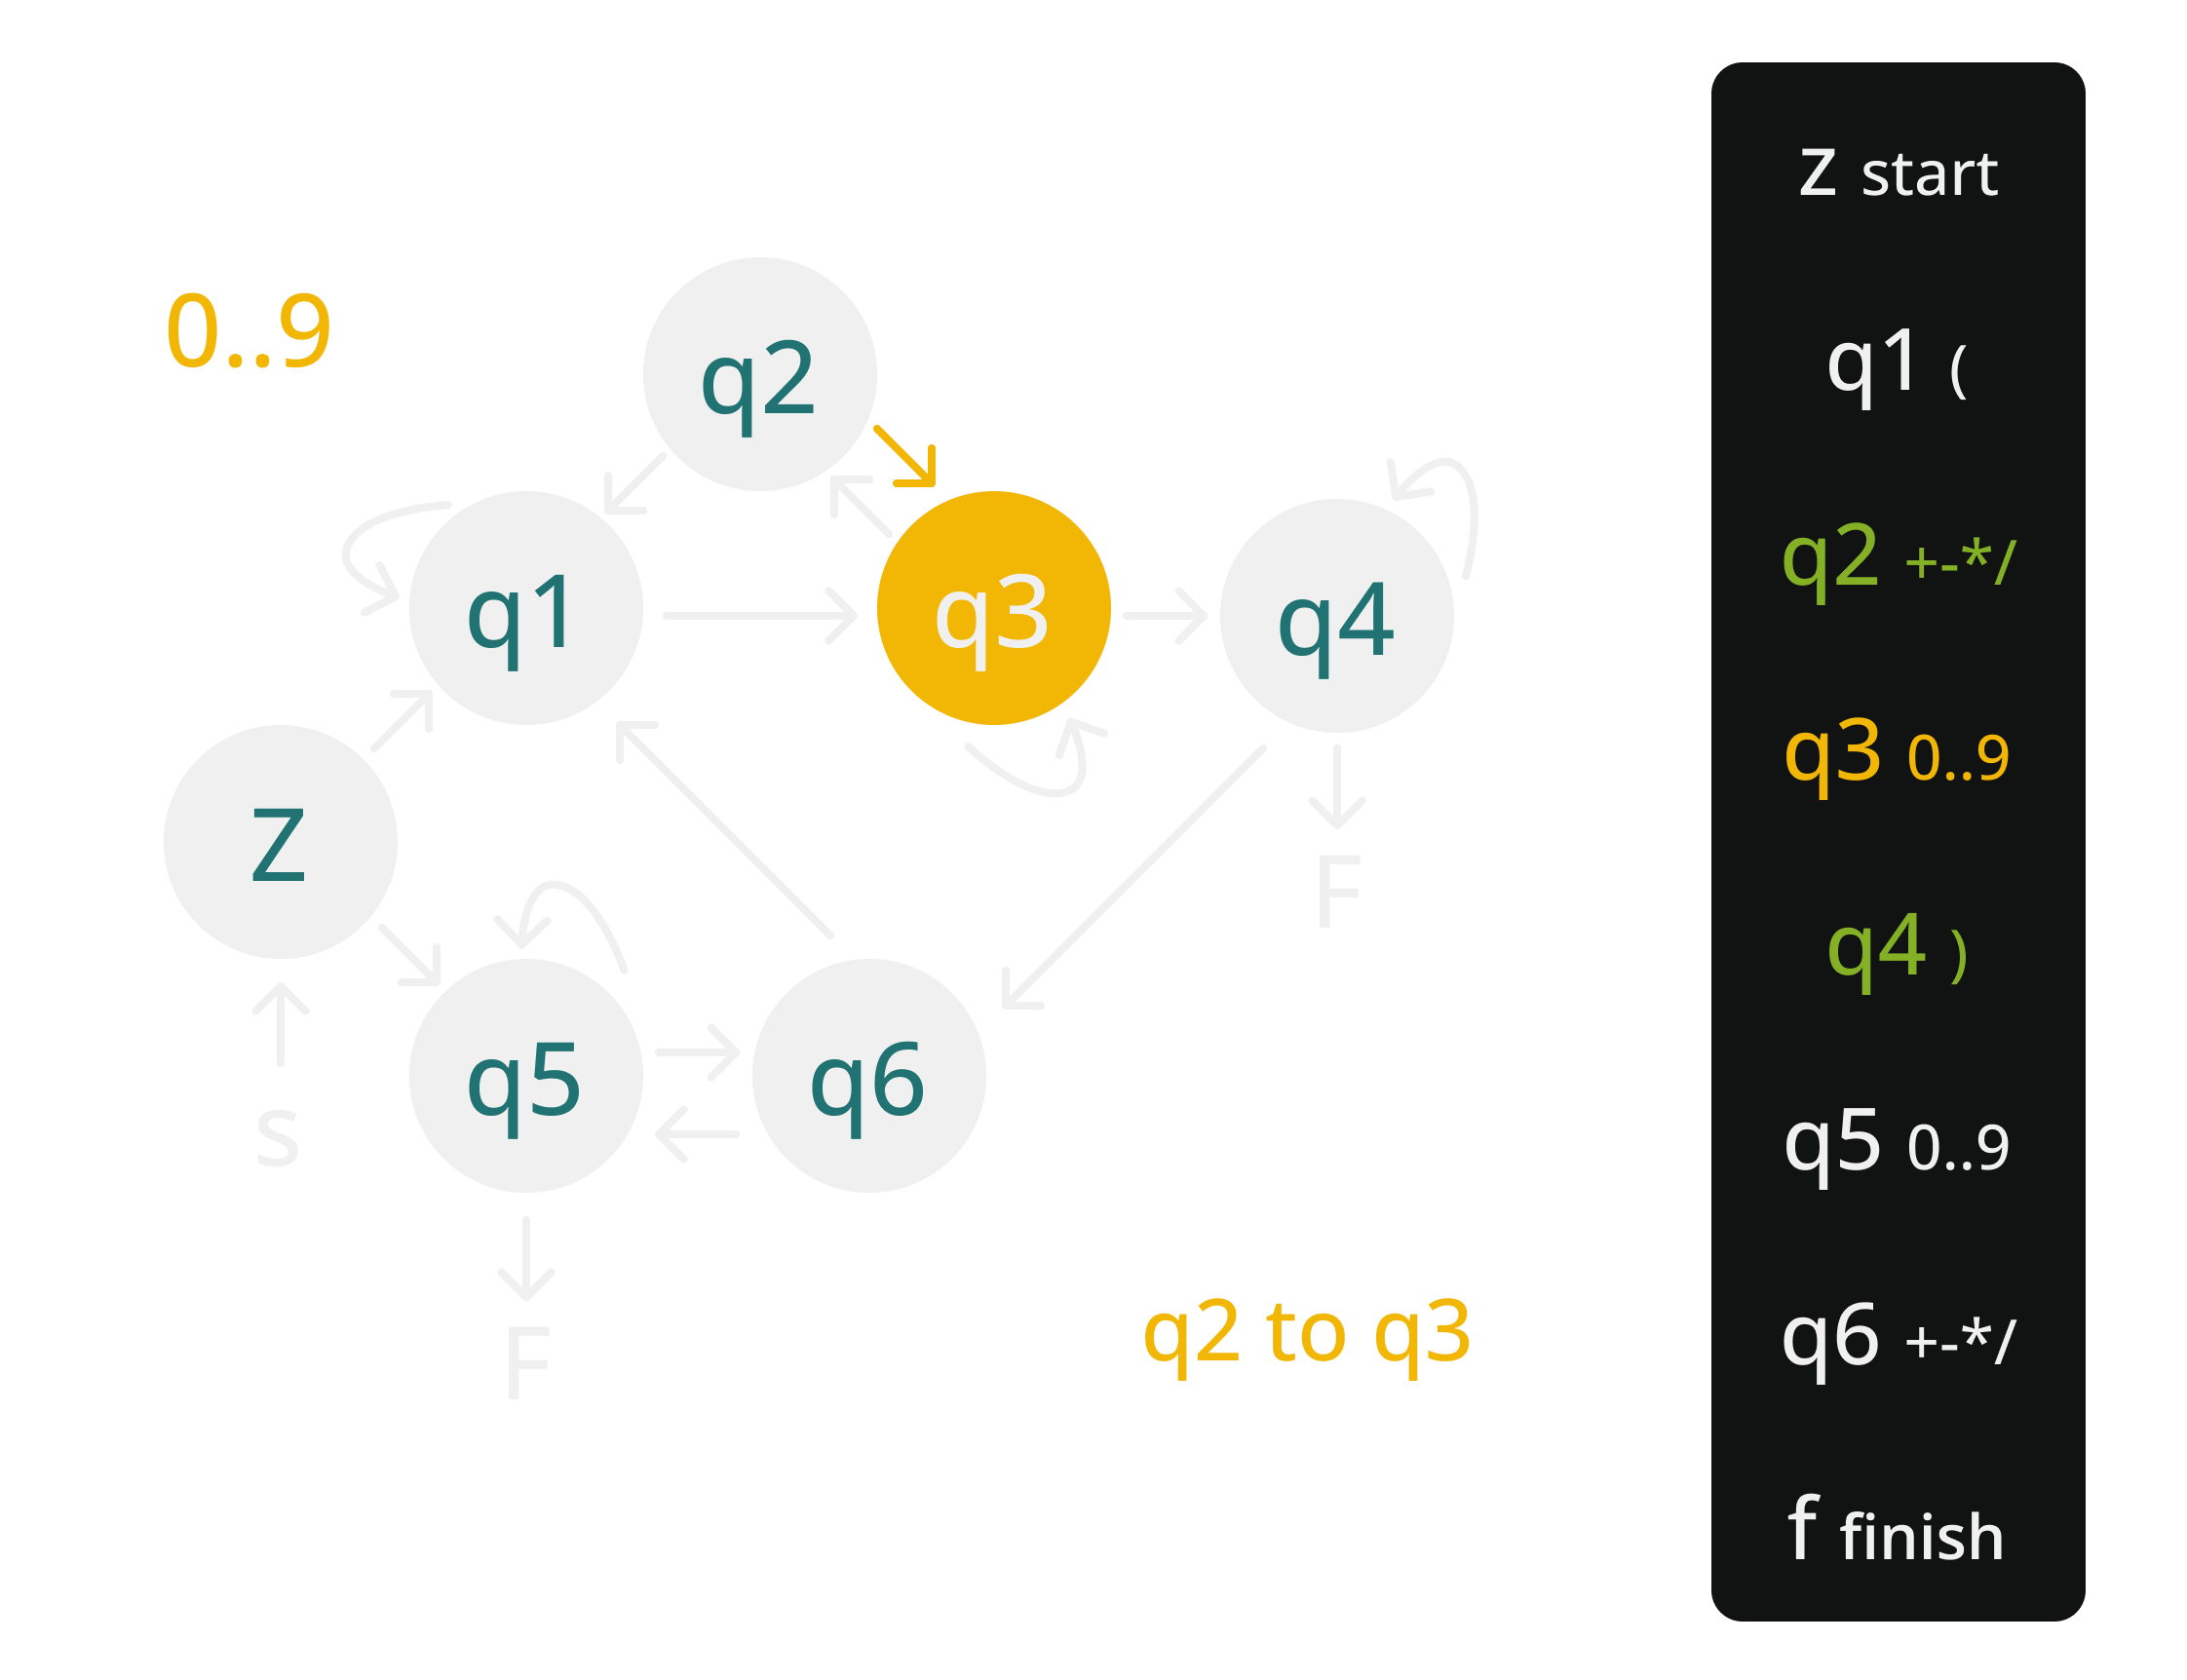 0..9
q2
q1
q3
q4
Z
F
q5
q6
s
F
q2 to q3
Z start
q1 (
q2 +-*/
q3 0..9
q4 )
q5 0..9
q6 +-*/
f finish